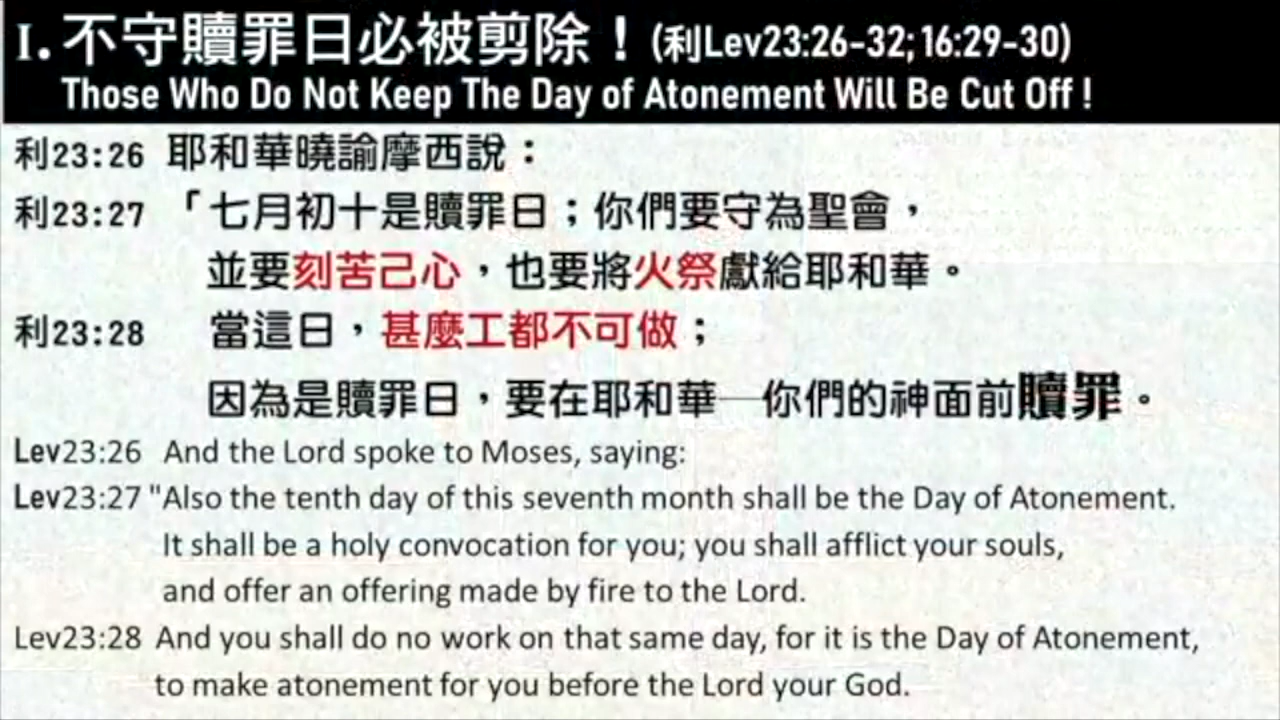 I. 不守贖罪日必被剪除！(利Lev23:26-32; 16:29-30)
Those Who Do Not Keep The Day of Atonement Will Be Cut Off !
利23:26 耶和華曉諭摩西說：
利23:27 「七月初十是贖罪日；你們要守為聖會，
並要刻苦己心，也要將火祭獻給耶和華。
利23:28 當這日，甚麼工都不可做；
因為是贖罪日，要在耶和華—你們的神面前贖罪。
Lev23:26 And the Lord spoke to Moses, saying:
Lev23:27 "Also the tenth day of this seventh month shall be the Day of Atonement.
It shall be a holy convocation for you; you shall afflict your souls,
and offer an offering made by fire to the Lord.
Lev23:28 And you shall do no work on that same day, for it is the Day of Atonement,
to make atonement for you before the Lord your God.